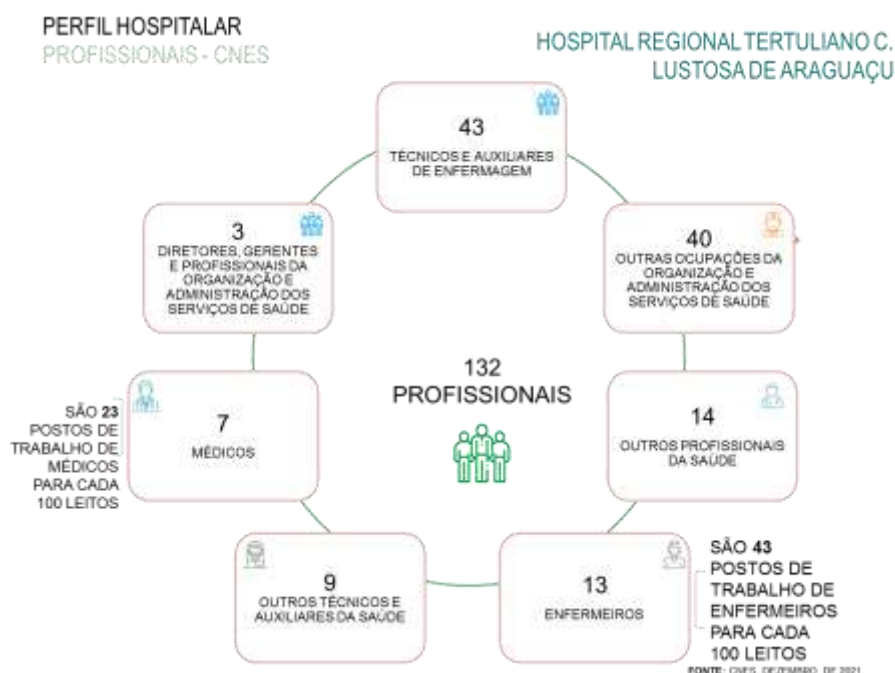 PERFIL HOSPITALAR
PROFISSIONAIS - CNES
HOSPITAL REGIONAL TERTULIANO C.
LUSTOSA DE ARAGUAÇU
43
TÉCNICOS E AUXILIARES
DE ENFERMAGEM
3
DIRETORES, GERENTES
E PROFISSIONAIS DA
ORGANIZAÇÃO E
ADMINISTRAÇÃO DOS
SERVIÇOS DE SAÚDE
40
OUTRAS OCUPAÇÕES DA
ORGANIZAÇÃO E
ADMINISTRAÇÃO DOS
SERVIÇOS DE SAÚDE
132
PROFISSIONAIS
SÃO 23
POSTOS DE
TRABALHO DE
MÉDICOS
PARA CADA
100 LEITOS
7
MÉDICOS
14
OUTROS PROFISSIONAIS
DA SAÚDE
9
OUTROS TÉCNICOS E
AUXILIARES DA SAÚDE
13
ENFERMEIROS
SÃO 43
POSTOS DE
TRABALHO DE
ENFERMEIROS
PARA CADA
100 LEITOS
FONTE: CNES, DEZEMBRO, DE 2021